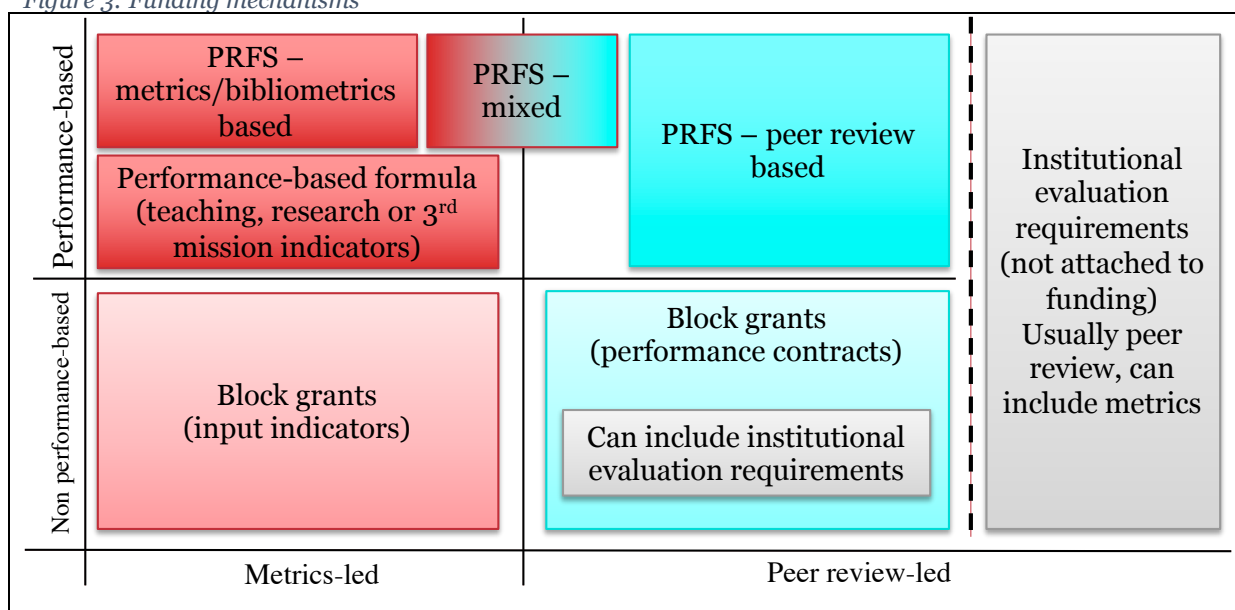 Figure 3: Funding mechanisms
Performance-based
PRFS –
metrics/bibliometrics
based
PRFS –
mixed
PRFS – peer review
based
Performance-based formula
(teaching, research or 3rd
mission indicators)
Non performance-based
Block grants
(input indicators)
Block grants
(performance contracts)
Can include institutional
evaluation requirements
Institutional
evaluation
requirements
(not attached to
funding)
Usually peer
review, can
include metrics
Metrics-led
Peer review-led